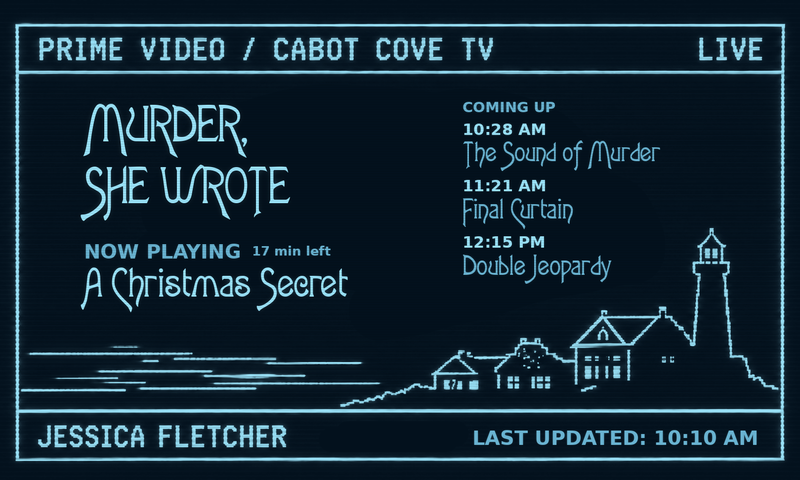 PRIME VIDEO / CABOT COVE TV
LIVE
MURDER,
SHE WROTE
NOW PLAYING 17 min left
A Christmas Secret
COMING UP
10:28 AM
The Sound of Murder
11:21 AM
Final Curtain
12:15 PM
Double Jeopardy
JESSICA FLETCHER
LAST UPDATED: 10:10 AM